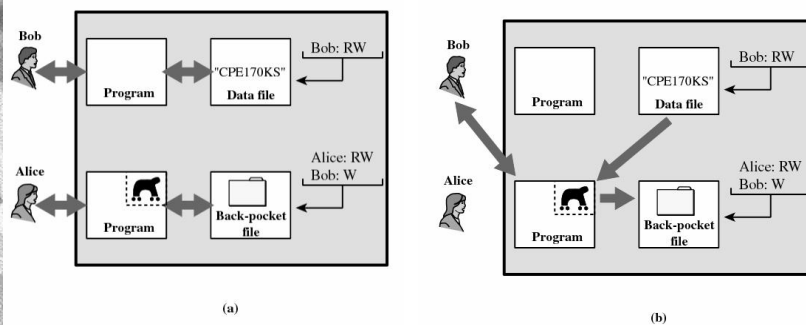 Bob
Bob: RW
"CPE170KS"
Program
Data file
Alice
Alice: RW
Bob: W
Program
Back-pocket
file
(a)
Bob
Bob: RW
"CPE170KS"
Program
Data file
Alice
Alice: RW
Bob: W
Program
Back-pocket
file
(b)